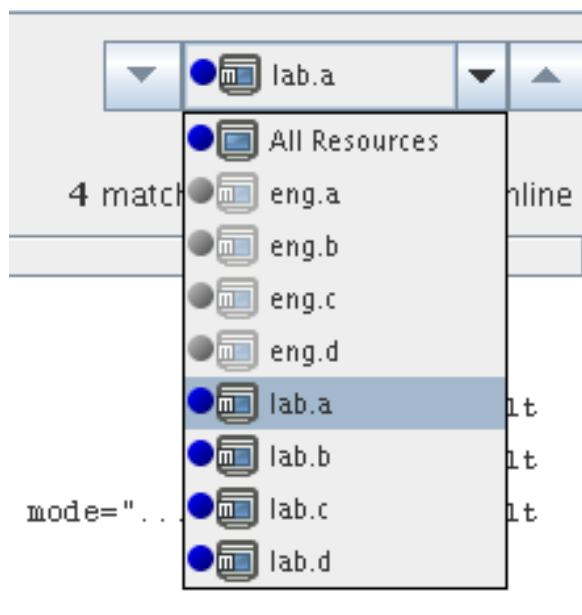 lab.a
All Resources
4 match
eng.a
nline
eng.b
eng.c
eng.d
lab.a
lt
lab.b
lt
mode="...
lab.c
lt
lab.d